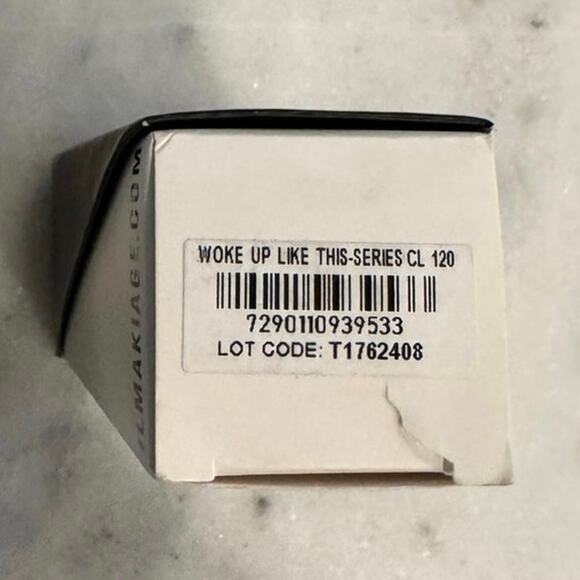 WOKE UP LIKE THIS-SERIES CL 120
7290110939533
LOT CODE: T1762408
ILMAKIAGE.COM